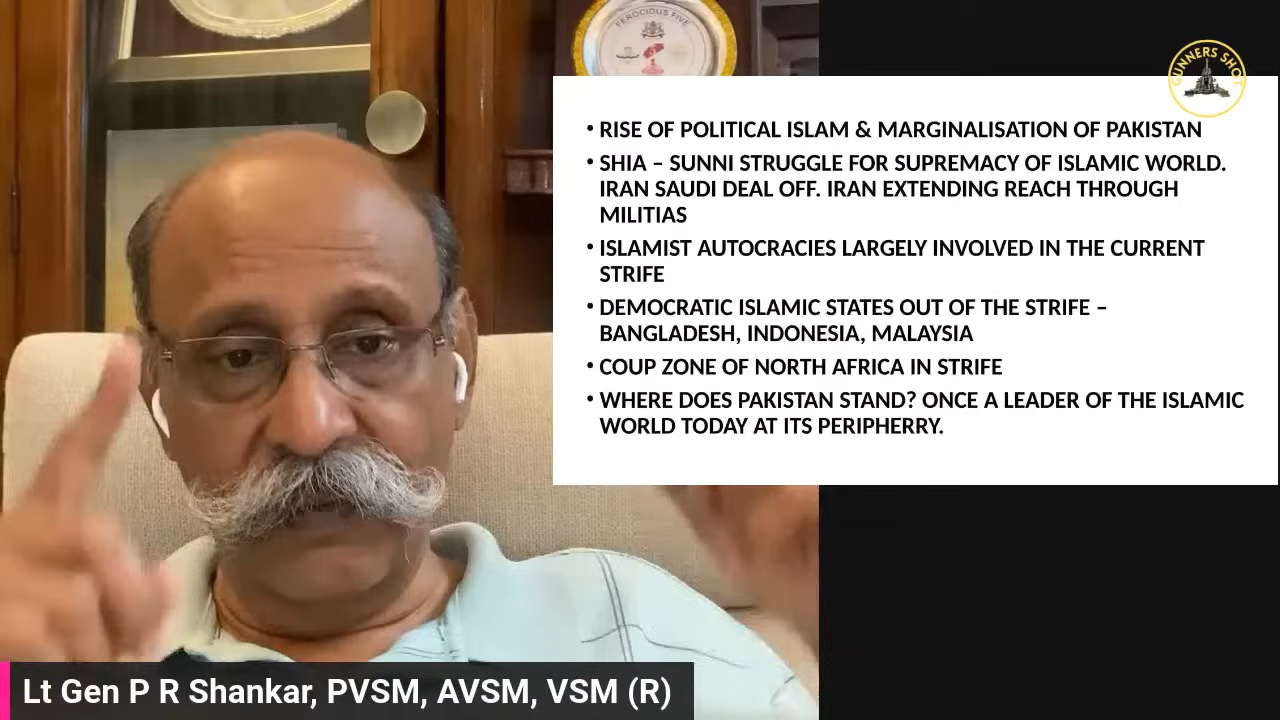 FEROCIOUS FIVE
GUNNERS SHOT
• RISE OF POLITICAL ISLAM & MARGINALISATION OF PAKISTAN
• SHIA – SUNNI STRUGGLE FOR SUPREMACY OF ISLAMIC WORLD.
IRAN SAUDI DEAL OFF. IRAN EXTENDING REACH THROUGH
MILITIAS
• ISLAMIST AUTOCRACIES LARGELY INVOLVED IN THE CURRENT
STRIFE
• DEMOCRATIC ISLAMIC STATES OUT OF THE STRIFE –
BANGLADESH, INDONESIA, MALAYSIA
• COUP ZONE OF NORTH AFRICA IN STRIFE
• WHERE DOES PAKISTAN STAND? ONCE A LEADER OF THE ISLAMIC
WORLD TODAY AT ITS PERIPHERRY.
Lt Gen P R Shankar, PVSM, AVSM, VSM (R)